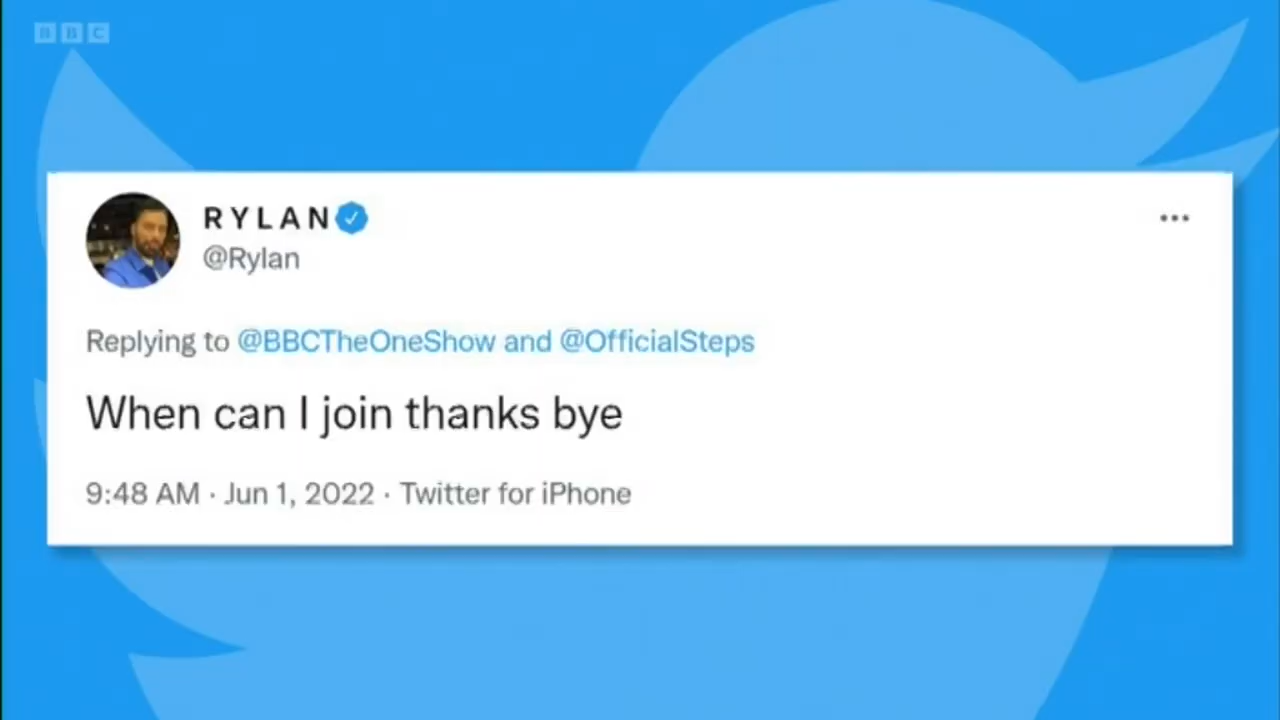 BBC
RYLAN
@Rylan
Replying to @BBCTheOneShow and @OfficialSteps
When can I join thanks bye
9:48 AM · Jun 1, 2022 · Twitter for iPhone